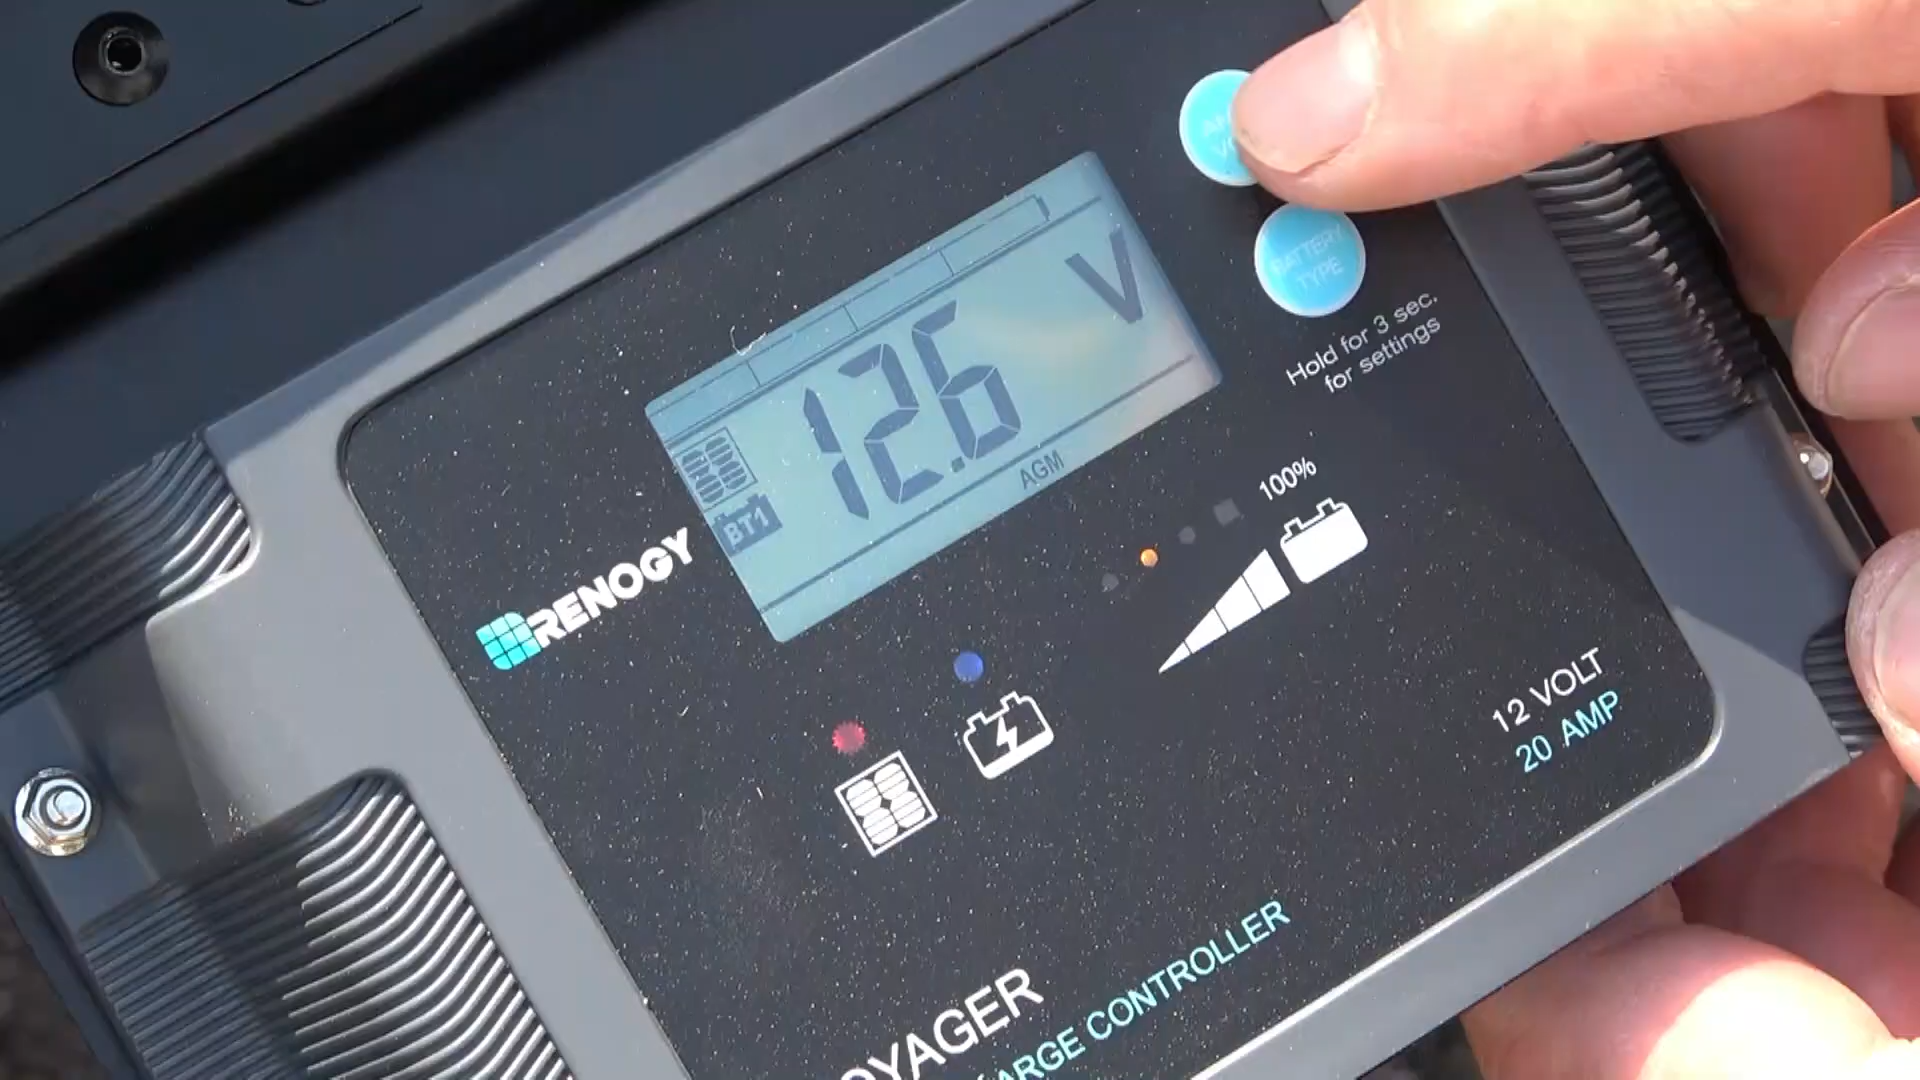 12.6 V
BT1
AGM
BATTERY
TYPE
Hold for 3 sec.
for settings
RENOGY
100%
12 VOLT
20 AMP
OYAGER
ARGE CONTROLLER